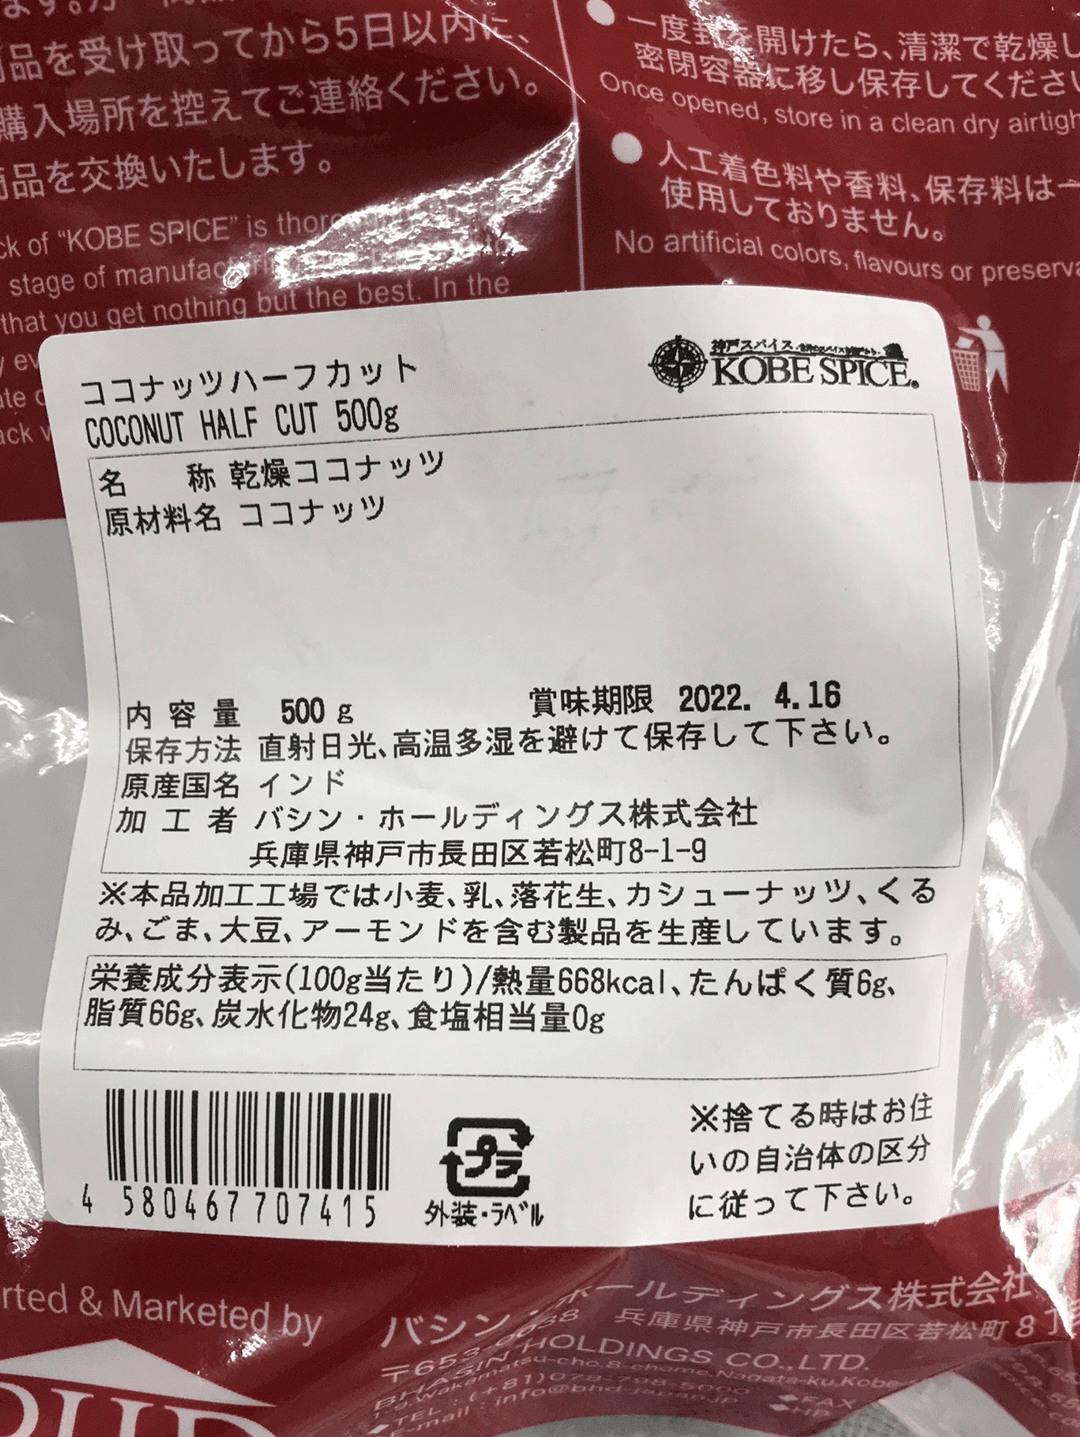 品を受け取ってから5日以内に、
購入場所を控えてご連絡ください。
品を交換いたします。
ck of “KOBE SPICE” is
stage of
that you get nothing but the best. In the
一度封を開けたら、清潔で乾燥し
密閉容器に移し保存してくださ
Once opened, store in a clean dry airtigh
人工着色料や香料、保存料は一
使用しておりません。
No artificial colors, flavours or preserva
ココナッツハーフカット
COCONUT HALF CUT 500g
神戸スパイス
KOBE SPICE®
名 称 乾燥ココナッツ
原材料名 ココナッツ
内容量 500g 賞味期限 2022. 4.16
保存方法 直射日光、高温多湿を避けて保存して下さい。
原産国名 インド
加工者 バシン・ホールディングス株式会社
兵庫県神戸市長田区若松町8-1-9
※本品加工工場では小麦、乳、落花生、カシューナッツ、くる
み、ごま、大豆、アーモンドを含む製品を生産しています。
栄養成分表示(100g当たり)/熱量668kcal、たんぱく質6g、
脂質66g、炭水化物24g、食塩相当量0g
4 580467 707415
プラ
外装・ラベル
※捨てる時はお住
いの自治体の区分
に従って下さい。
rted & Marketed by
バシン・ホールディングス株式会社
〒653-0038 兵庫県神戸市長田区若松町8丁
BHASIN HOLDINGS CO.,LTD.
Nagata-ku,Kobe